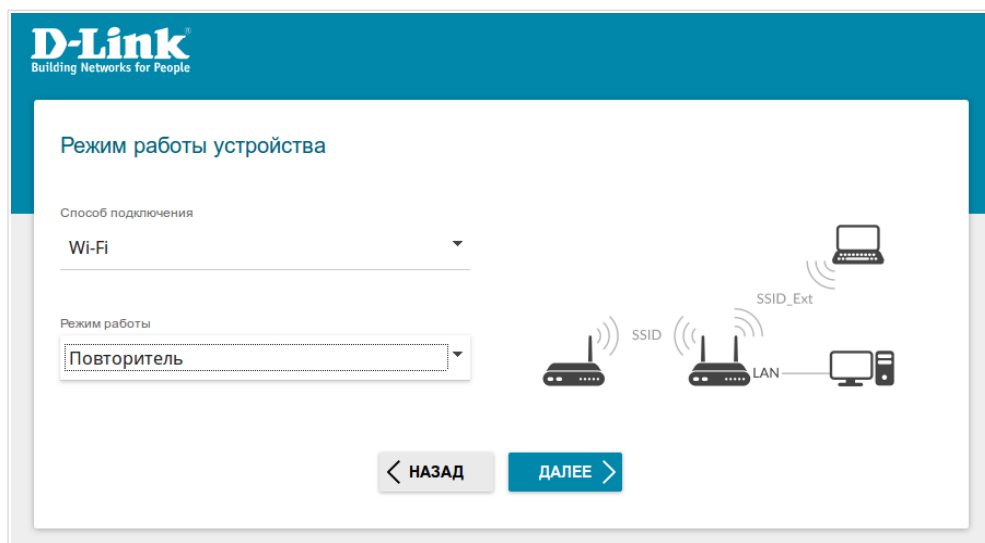 D-Link®
Building Networks for People
Режим работы устройства
Способ подключения
Wi-Fi
Режим работы
Повторитель
SSID
SSID_Ext
LAN
НАЗАД
ДАЛЕЕ